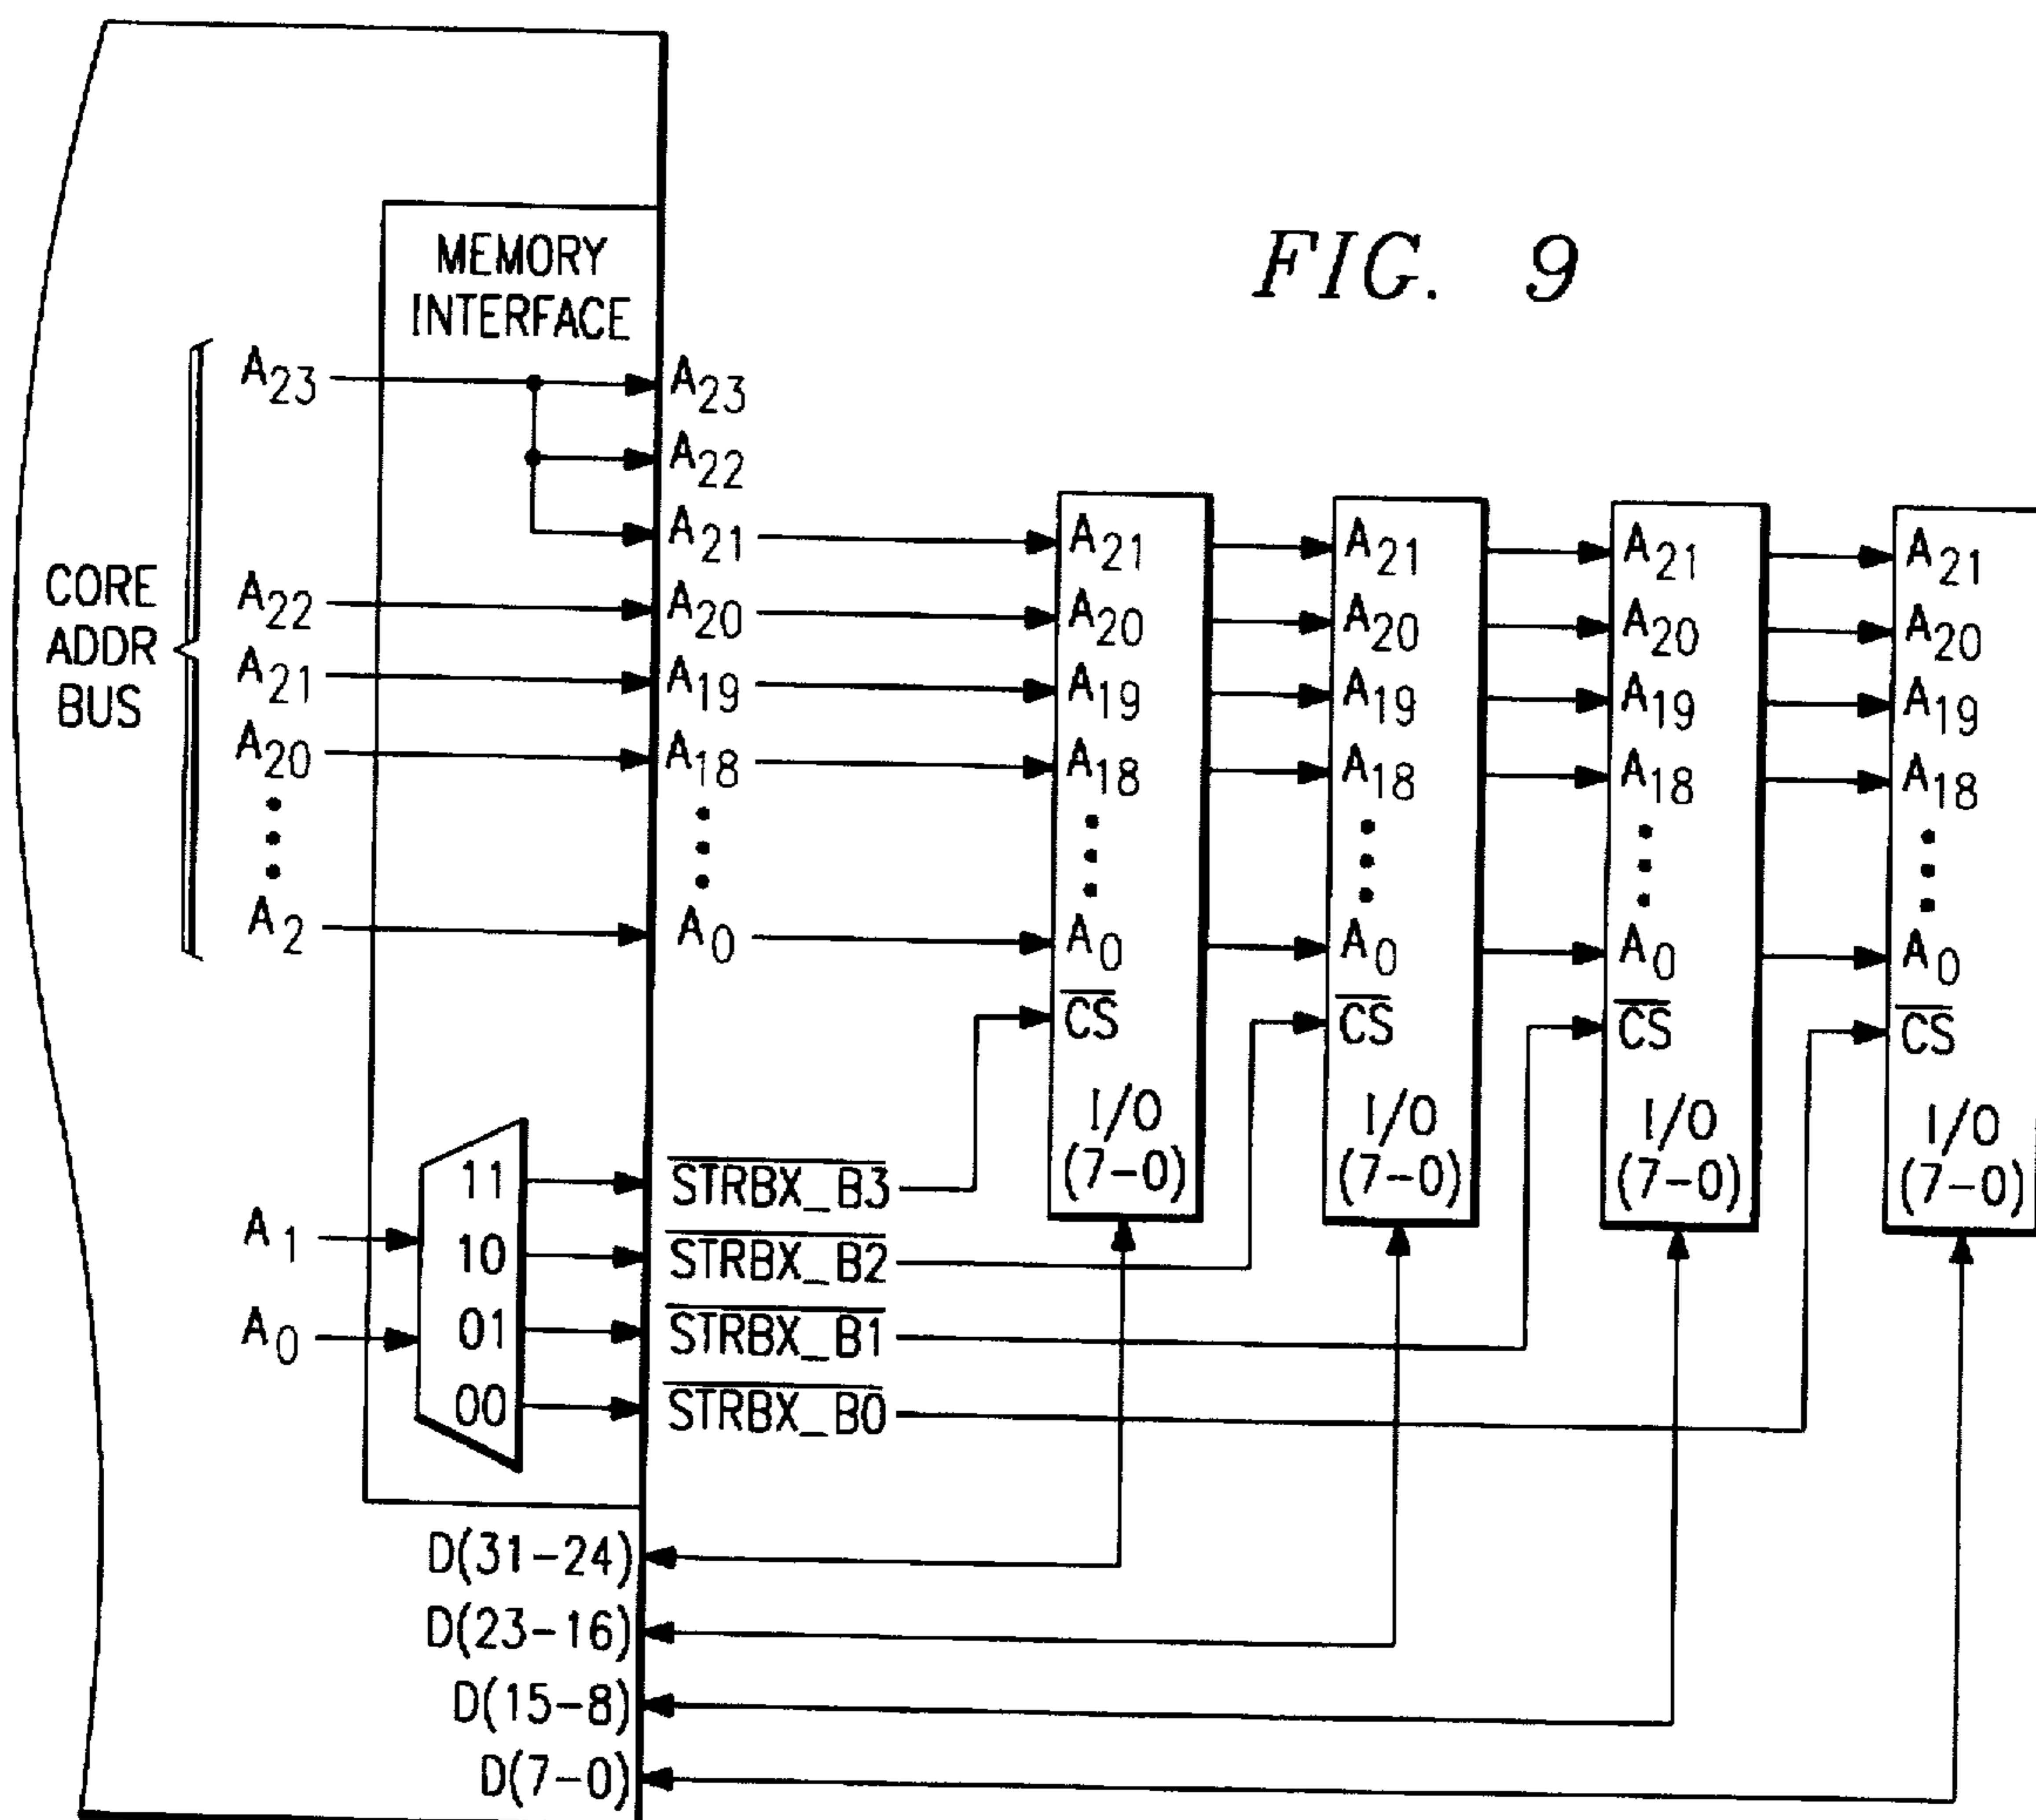 FIG. 9
MEMORY
INTERFACE
CORE
ADDR
BUS
A23
A22
A21
A20
A2
A1
A0
A23
A22
A21
A20
A19
A18
A0
11
10
01
00
STRBX_B3
STRBX_B2
STRBX_B1
STRBX_B0
D(31-24)
D(23-16)
D(15-8)
D(7-0)
A21
A20
A19
A18
A0
CS
I/O
(7-0)
A21
A20
A19
A18
A0
CS
I/O
(7-0)
A21
A20
A19
A18
A0
CS
I/O
(7-0)
A21
A20
A19
A18
A0
CS
I/O
(7-0)